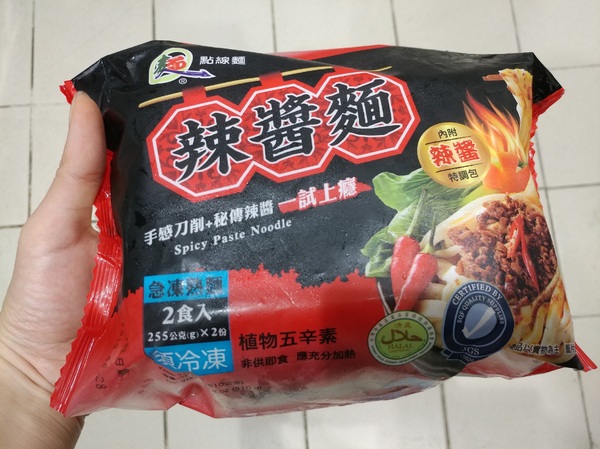 點線麵
辣醬麵
內附
辣醬
特調包
手感刀削+秘傳辣醬 一試上癮
Spicy Paste Noodle
急凍熟麵
2食入
255公克(g)×2份
須冷凍
植物五辛素
非供即食 應充分加熱
HALAL
CERTIFIED BY
SGS